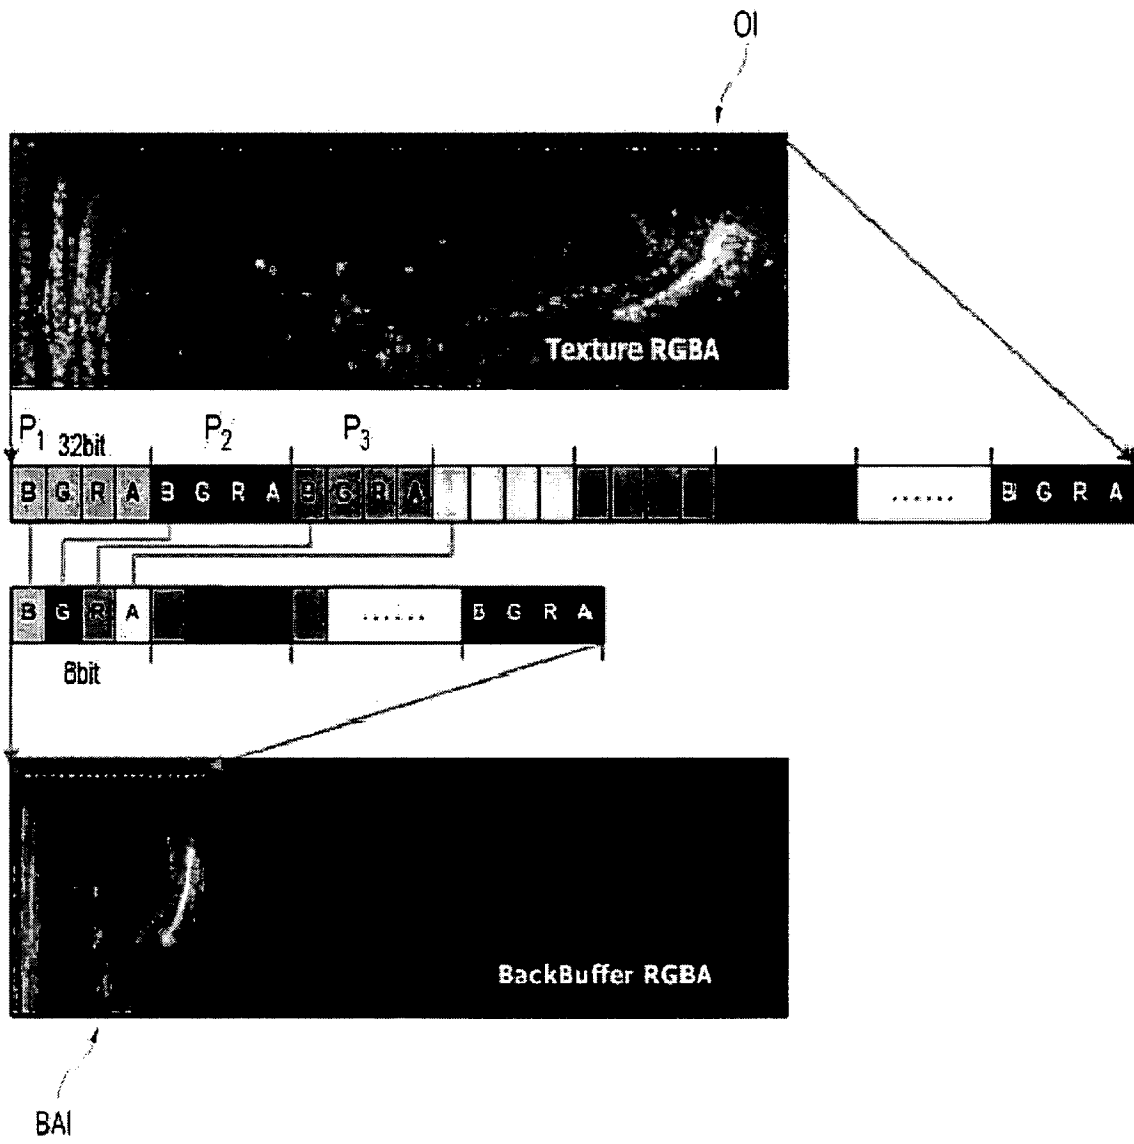 OI
Texture RGBA
P1 32bit P2 P3
B G R A B G R A B G R A ...... B G R A
B G R A ...... B G R A
8bit
BackBuffer RGBA
BAI